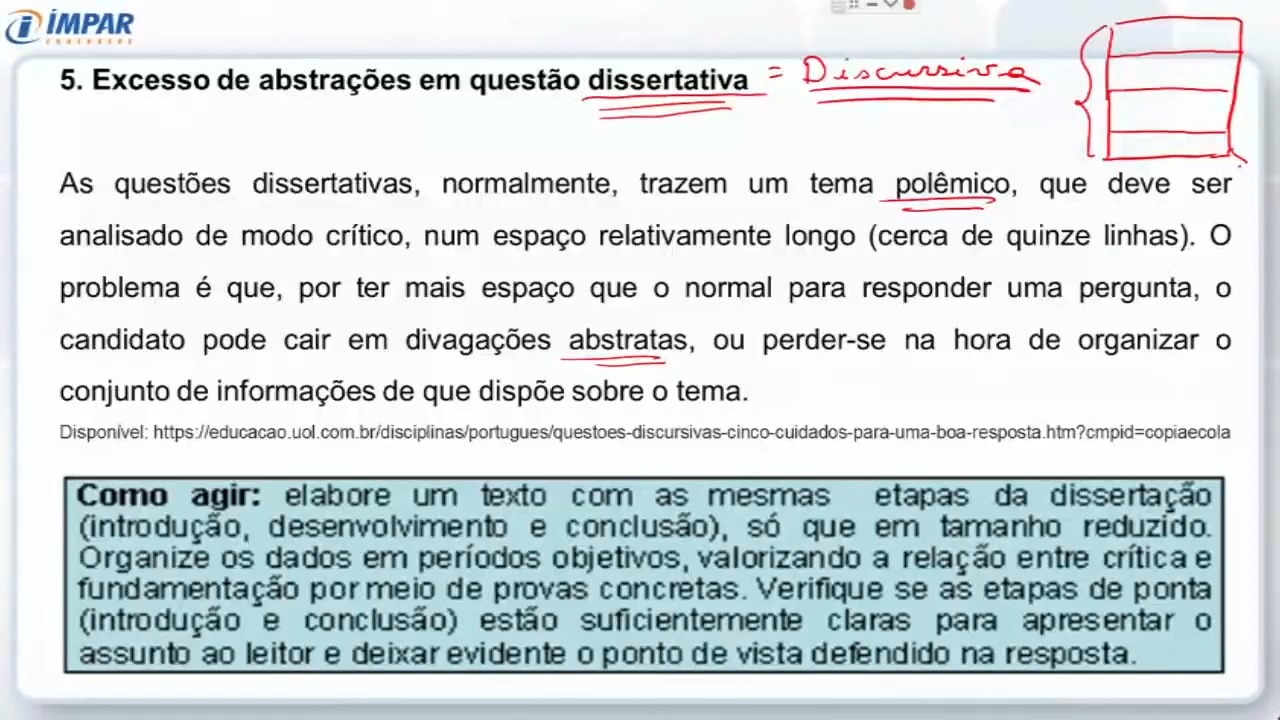 ÍMPAR
CONCURSOS
5. Excesso de abstrações em questão dissertativa = Discursiva
As questões dissertativas, normalmente, trazem um tema polêmico, que deve ser
analisado de modo crítico, num espaço relativamente longo (cerca de quinze linhas). O
problema é que, por ter mais espaço que o normal para responder uma pergunta, o
candidato pode cair em divagações abstratas, ou perder-se na hora de organizar o
conjunto de informações de que dispõe sobre o tema.
Disponível: https://educacao.uol.com.br/disciplinas/portugues/questoes-discursivas-cinco-cuidados-para-uma-boa-resposta.htm?cmpid=copiaecola
Como agir: elabore um texto com as mesmas etapas da dissertação
(introdução, desenvolvimento e conclusão), só que em tamanho reduzido.
Organize os dados em períodos objetivos, valorizando a relação entre crítica e
fundamentação por meio de provas concretas. Verifique se as etapas de ponta
(introdução e conclusão) estão suficientemente claras para apresentar o
assunto ao leitor e deixar evidente o ponto de vista defendido na resposta.